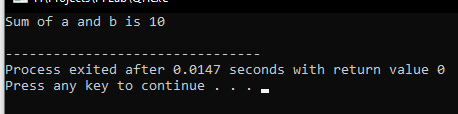 Sum of a and b is 10
--------------------------------
Process exited after 0.0147 seconds with return value 0
Press any key to continue . . .